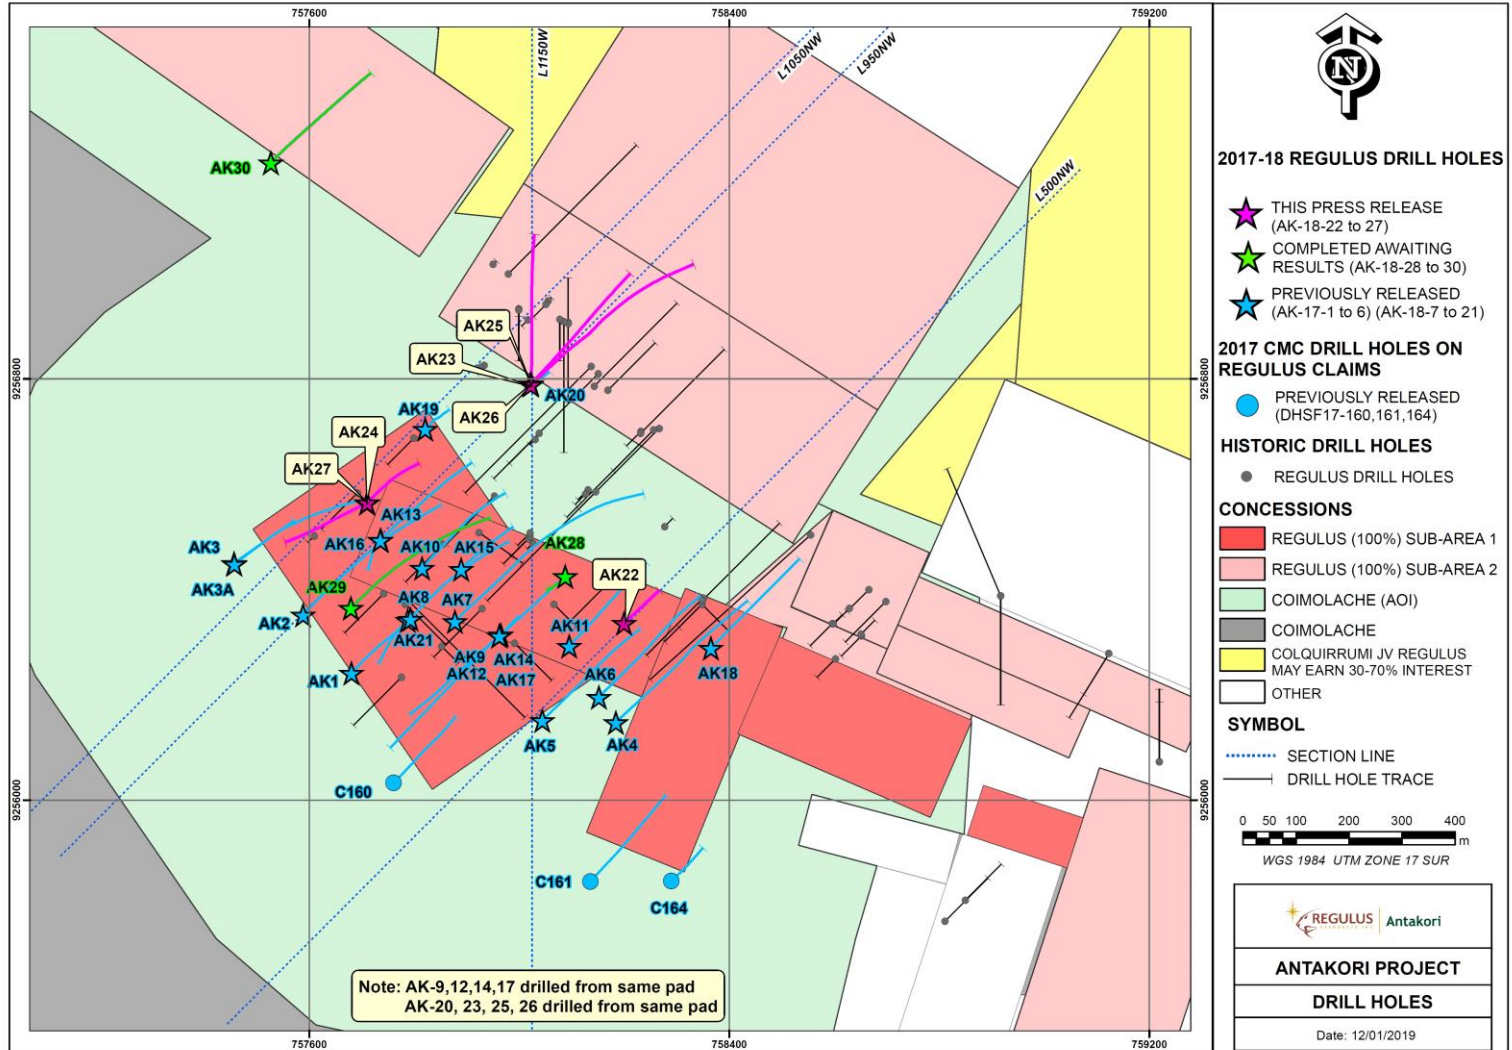 757600
758400
759200
9256800
9256000
9256800
9256000
757600
758400
759200
L1150W
L1050NW
L950NW
L500NW
AK30
AK25
AK23
AK20
AK26
AK19
AK24
AK27
AK13
AK3
AK16
AK10
AK15
AK28
AK3A
AK22
AK29
AK8
AK7
AK2
AK21
AK11
AK9
AK14
AK12
AK17
AK1
AK6
AK18
AK5
AK4
C160
C161
C164
Note: AK-9,12,14,17 drilled from same pad
AK-20, 23, 25, 26 drilled from same pad
N
2017-18 REGULUS DRILL HOLES
THIS PRESS RELEASE
(AK-18-22 to 27)
COMPLETED AWAITING
RESULTS (AK-18-28 to 30)
PREVIOUSLY RELEASED
(AK-17-1 to 6) (AK-18-7 to 21)
2017 CMC DRILL HOLES ON
REGULUS CLAIMS
PREVIOUSLY RELEASED
(DHSF17-160,161,164)
HISTORIC DRILL HOLES
REGULUS DRILL HOLES
CONCESSIONS
REGULUS (100%) SUB-AREA 1
REGULUS (100%) SUB-AREA 2
COIMOLACHE (AOI)
COIMOLACHE
COLQUIRRUMI JV REGULUS
MAY EARN 30-70% INTEREST
OTHER
SYMBOL
SECTION LINE
DRILL HOLE TRACE
0 50 100 200 300 400
m
WGS 1984 UTM ZONE 17 SUR
REGULUS Antakori
RESOURCES INC
ANTAKORI PROJECT
DRILL HOLES
Date: 12/01/2019